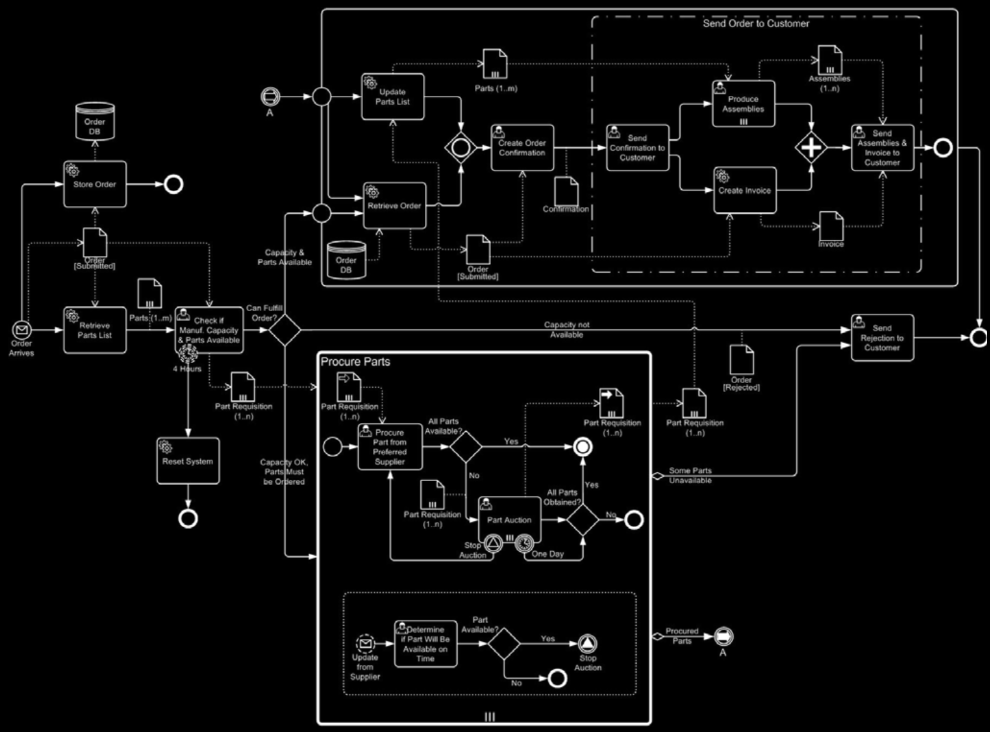 Send Order to Customer
Update
Parts List
Parts (1..m)
Produce
Assemblies
Assemblies
(1..n)
A
Create Order
Confirmation
Send
Confirmation to
Customer
Send
Assemblies &
Invoice to
Customer
Order
DB
Store Order
Retrieve Order
Confirmation
Create Invoice
Invoice
Capacity &
Parts Available
Order
DB
Order
[Submitted]
Order
[Submitted]
Parts (1..m)
Order
Arrives
Retrieve
Parts List
Check if
Manuf. Capacity
& Parts Available
4 Hours
Can Fulfill
Order?
Capacity not
Available
Send
Rejection to
Customer
Order
[Rejected]
Part Requisition
(1..n)
Reset System
Capacity OK,
Parts Must
be Ordered
Procure Parts
Part Requisition
(1..n)
Procure
Part from
Preferred
Supplier
All Parts
Available?
Yes
No
Part Requisition
(1..n)
Part Requisition
(1..n)
Part Requisition
(1..n)
Part Auction
Stop
Auction
One Day
All Parts
Obtained?
Yes
No
Some Parts
Unavailable
Update
from
Supplier
Determine
if Part Will Be
Available on
Time
Part
Available?
Yes
No
Stop
Auction
Procured
Parts
A